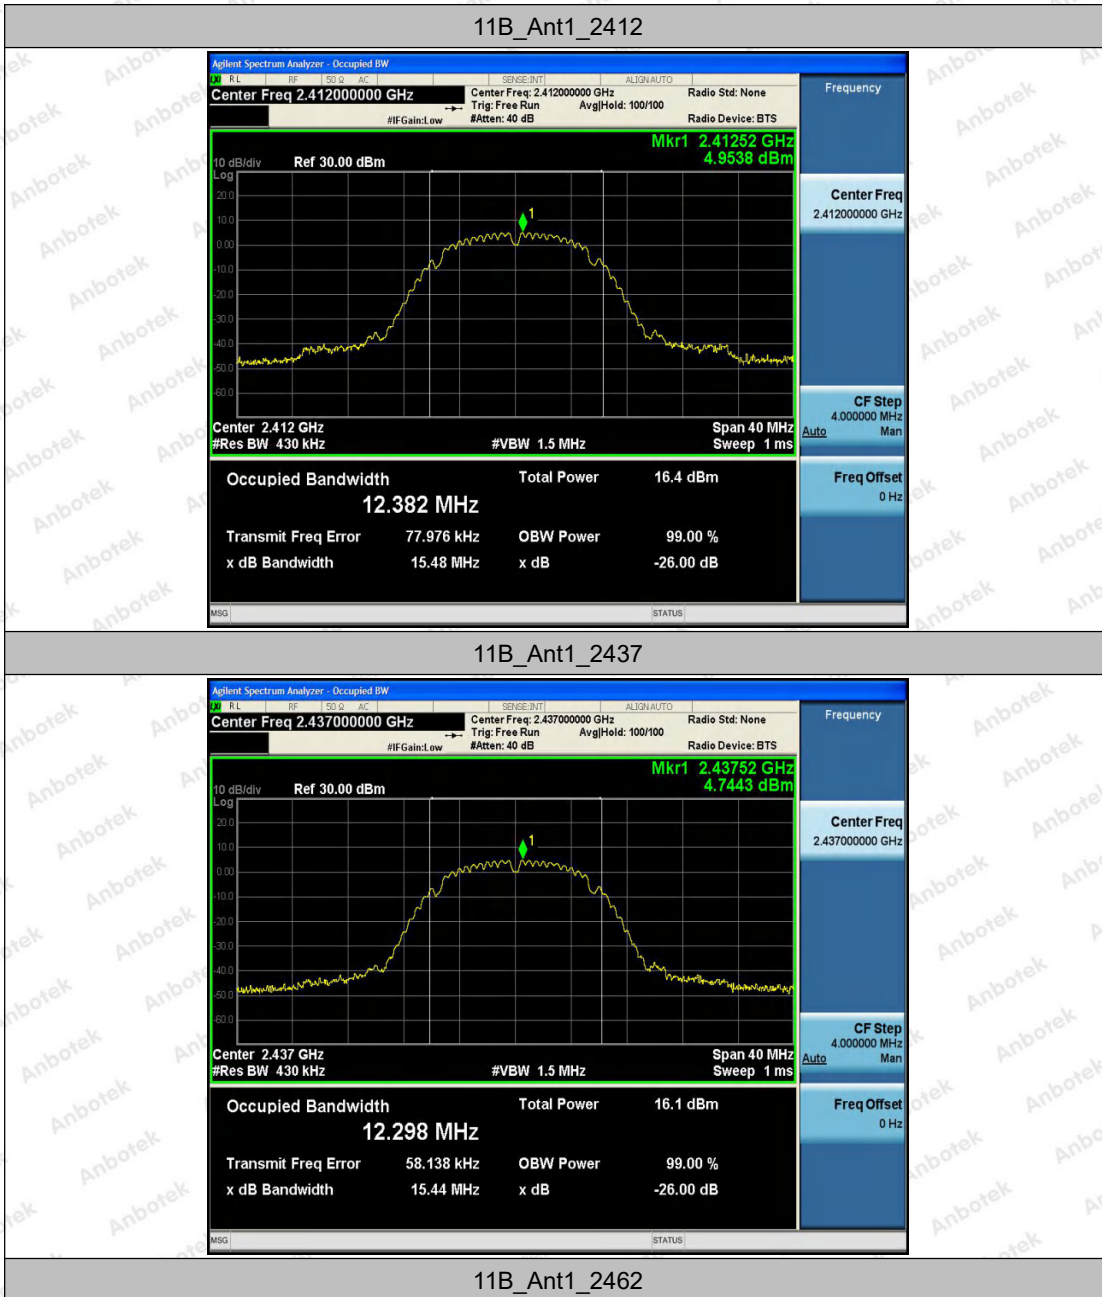 11B_Ant1_2412
Agilent Spectrum Analyzer - Occupied BW
RL RF 50 Ω AC SENSE:INT ALIGNAUTO
Center Freq 2.412000000 GHz
Center Freq: 2.412000000 GHz Radio Std: None
Trig: Free Run Avg|Hold: 100/100
#IFGain:Low #Atten: 40 dB Radio Device: BTS
Frequency
Mkr1 2.41252 GHz
4.9538 dBm
10 dB/div Ref 30.00 dBm
Log
20.0
10.0
0.00
-10.0
-20.0
-30.0
-40.0
-50.0
-60.0
1
Center 2.412 GHz Span 40 MHz
#Res BW 430 kHz #VBW 1.5 MHz Sweep 1 ms
Center Freq
2.412000000 GHz
CF Step
4.000000 MHz
Auto Man
Freq Offset
0 Hz
Occupied Bandwidth Total Power 16.4 dBm
12.382 MHz
Transmit Freq Error 77.976 kHz OBW Power 99.00 %
x dB Bandwidth 15.48 MHz x dB -26.00 dB
MSG STATUS
11B_Ant1_2437
Agilent Spectrum Analyzer - Occupied BW
RL RF 50 Ω AC SENSE:INT ALIGNAUTO
Center Freq 2.437000000 GHz
Center Freq: 2.437000000 GHz Radio Std: None
Trig: Free Run Avg|Hold: 100/100
#IFGain:Low #Atten: 40 dB Radio Device: BTS
Frequency
Mkr1 2.43752 GHz
4.7443 dBm
10 dB/div Ref 30.00 dBm
Log
20.0
10.0
0.00
-10.0
-20.0
-30.0
-40.0
-50.0
-60.0
1
Center 2.437 GHz Span 40 MHz
#Res BW 430 kHz #VBW 1.5 MHz Sweep 1 ms
Center Freq
2.437000000 GHz
CF Step
4.000000 MHz
Auto Man
Freq Offset
0 Hz
Occupied Bandwidth Total Power 16.1 dBm
12.298 MHz
Transmit Freq Error 58.138 kHz OBW Power 99.00 %
x dB Bandwidth 15.44 MHz x dB -26.00 dB
MSG STATUS
11B_Ant1_2462